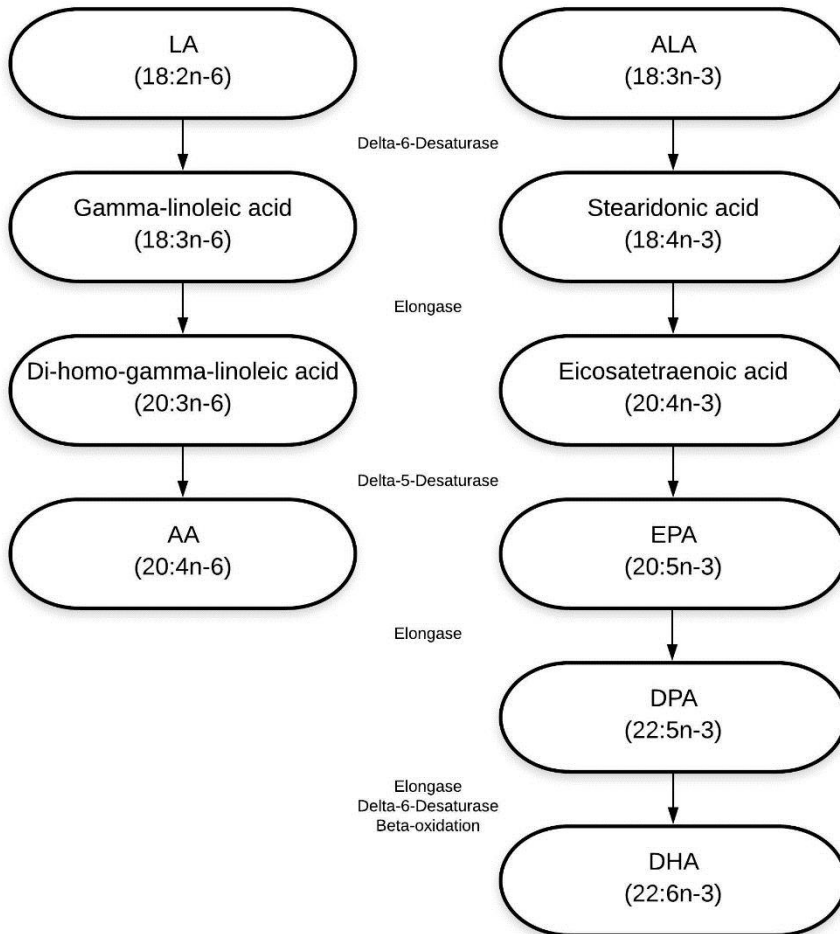 LA
(18:2n-6)
ALA
(18:3n-3)
Delta-6-Desaturase
Gamma-linoleic acid
(18:3n-6)
Stearidonic acid
(18:4n-3)
Elongase
Di-homo-gamma-linoleic acid
(20:3n-6)
Eicosatetraenoic acid
(20:4n-3)
Delta-5-Desaturase
AA
(20:4n-6)
EPA
(20:5n-3)
Elongase
DPA
(22:5n-3)
Elongase
Delta-6-Desaturase
Beta-oxidation
DHA
(22:6n-3)